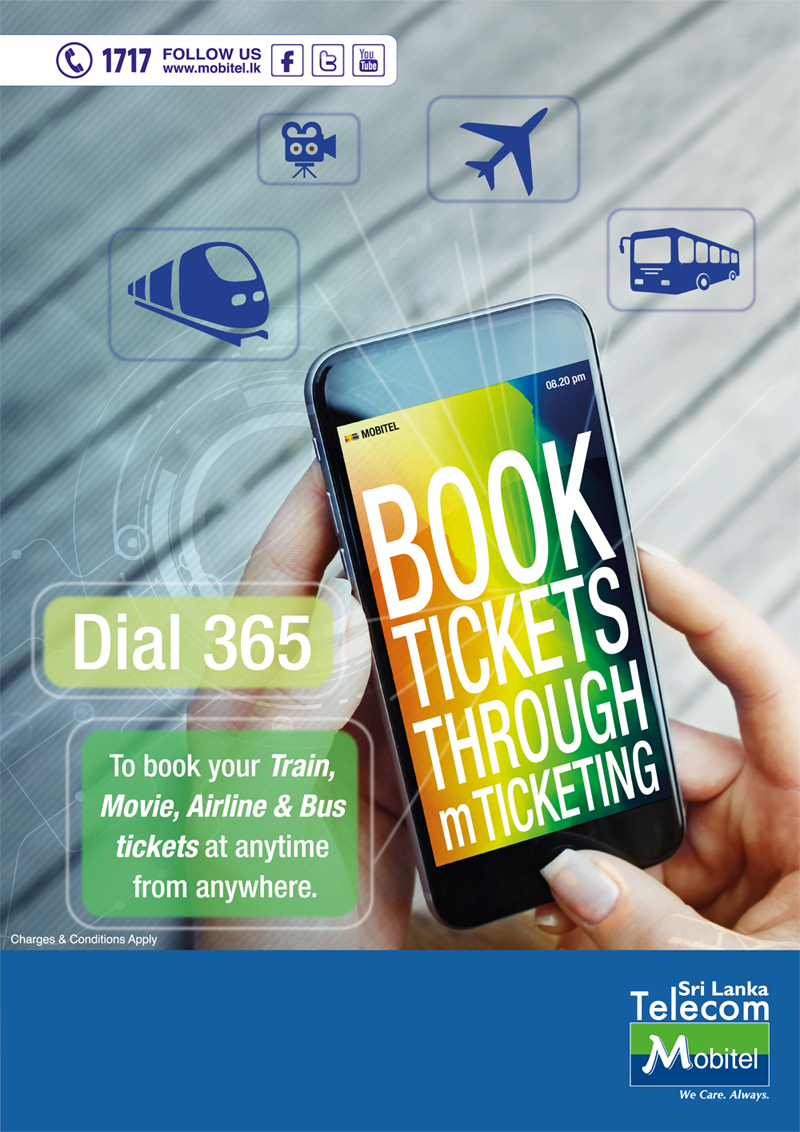 1717 FOLLOW US
www.mobitel.lk
f t You Tube
MOBITEL 08.20 pm
BOOK
TICKETS
THROUGH
mTICKETING
Dial 365
To book your Train,
Movie, Airline & Bus
tickets at anytime
from anywhere.
Charges & Conditions Apply
Sri Lanka
Telecom
Mobitel
We Care. Always.